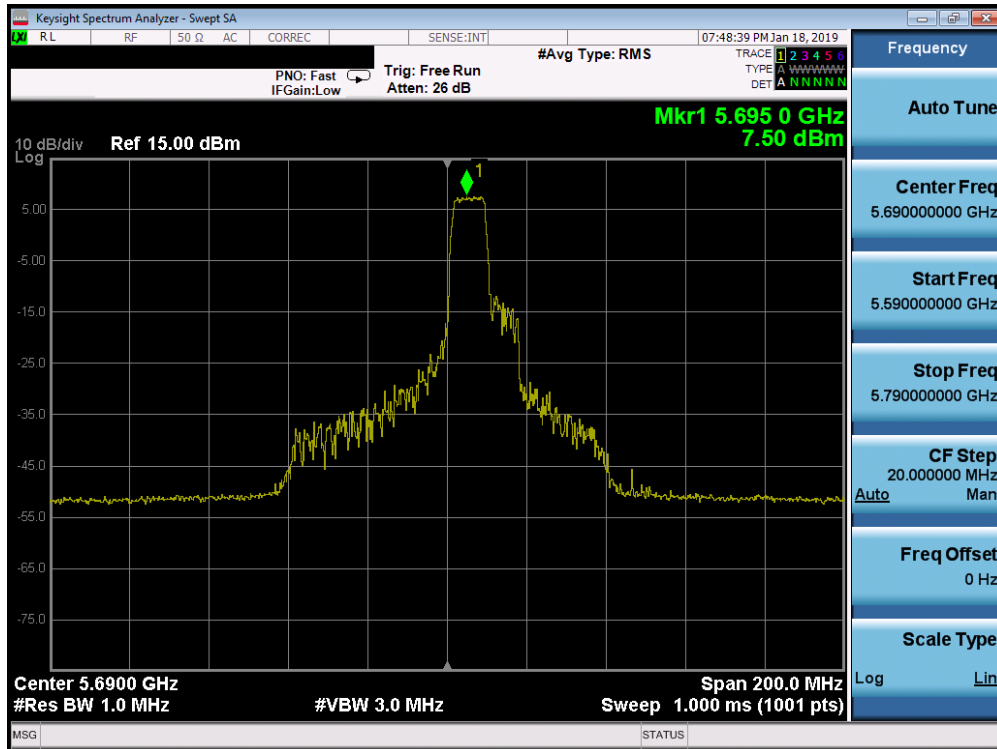 Keysight Spectrum Analyzer - Swept SA
LXI RL RF 50 Ω AC CORREC SENSE:INT 07:48:39 PM Jan 18, 2019
Frequency
#Avg Type: RMS
TRACE 1 2 3 4 5 6
PNO: Fast Trig: Free Run
TYPE A W W W W W
IFGain:Low Atten: 26 dB
DET A N N N N N
Auto Tune
Mkr1 5.695 0 GHz
7.50 dBm
10 dB/div Ref 15.00 dBm
Log
1
5.00
-5.00
-15.0
-25.0
-35.0
-45.0
-55.0
-65.0
-75.0
Center Freq
5.690000000 GHz
Start Freq
5.590000000 GHz
Stop Freq
5.790000000 GHz
CF Step
20.000000 MHz
Auto Man
Freq Offset
0 Hz
Scale Type
Log Lin
Center 5.6900 GHz Span 200.0 MHz
#Res BW 1.0 MHz #VBW 3.0 MHz Sweep 1.000 ms (1001 pts)
MSG STATUS